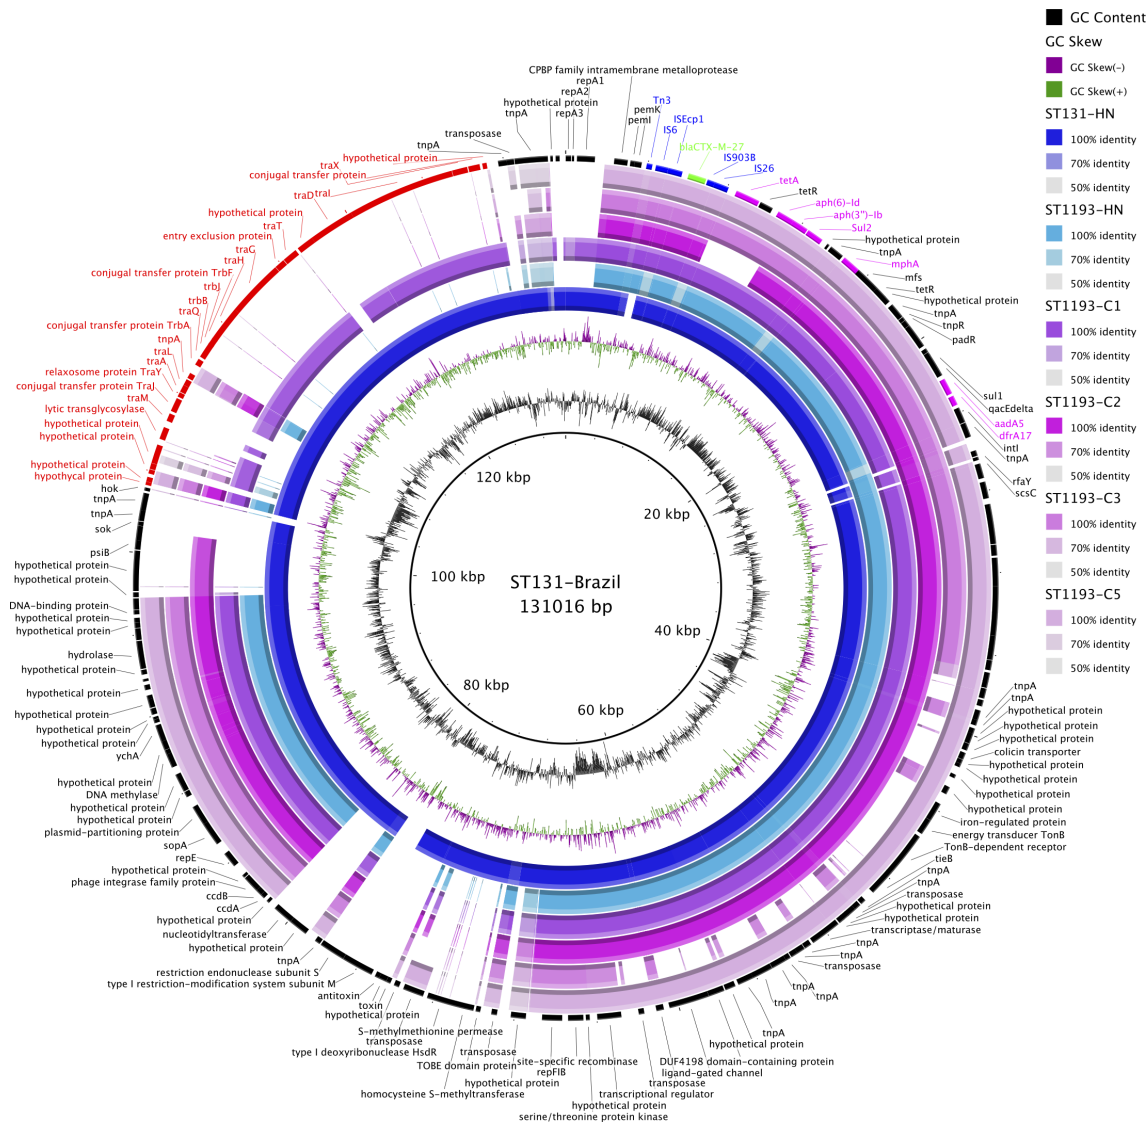 CPBP family intramembrane metalloprotease
repA1
repA2
hypothetical protein
repA3
tnpA
transposase
tnpA
pemK
pemI
Tn3
IS6
ISEcp1
blaCTX-M-27
IS903B
IS26
tetA
tetR
aph(6)-Id
aph(3")-Ib
Sul2
hypothetical protein
tnpA
mphA
mfs
tetR
hypothetical protein
tnpA
tnpR
padR
sul1
qacEdelta
aadA5
dfrA17
intI
tnpA
rfaY
scsC
tnpA
tnpA
hypothetical protein
hypothetical protein
hypothetical protein
colicin transporter
hypothetical protein
hypothetical protein
hypothetical protein
iron-regulated protein
energy transducer TonB
TonB-dependent receptor
tieB
tnpA
tnpA
transposase
hypothetical protein
hypothetical protein
transcriptase/maturase
tnpA
tnpA
transposase
tnpA
tnpA
tnpA
tnpA
hypothetical protein
DUF4198 domain-containing protein
ligand-gated channel
transposase
transcriptional regulator
hypothetical protein
serine/threonine protein kinase
site-specific recombinase
repFIB
hypothetical protein
homocysteine S-methyltransferase
transposase
TOBE domain protein
S-methylmethionine permease
transposase
type I deoxyribonuclease HsdR
hypothetical protein
toxin
antitoxin
type I restriction-modification system subunit M
restriction endonuclease subunit S
tnpA
hypothetical protein
nucleotidyltransferase
hypothetical protein
ccdA
ccdB
phage integrase family protein
hypothetical protein
repE
sopA
plasmid-partitioning protein
hypothetical protein
hypothetical protein
DNA methylase
hypothetical protein
ychA
hypothetical protein
hypothetical protein
hypothetical protein
hypothetical protein
hypothetical protein
hydrolase
hypothetical protein
hypothetical protein
DNA-binding protein
hypothetical protein
hypothetical protein
psiB
sok
tnpA
tnpA
hok
hypothycal protein
hypothetical protein
hypothetical protein
hypothetical protein
lytic transglycosylase
traM
conjugal transfer protein TraJ
relaxosome protein TraY
traA
traL
tnpA
conjugal transfer protein TrbA
traQ
trbB
trbJ
conjugal transfer protein TrbF
traH
traG
entry exclusion protein
traT
hypothetical protein
traD
traI
conjugal transfer protein
traX
hypothetical protein
ST131-Brazil
131016 bp
20 kbp
40 kbp
60 kbp
80 kbp
100 kbp
120 kbp
GC Content
GC Skew
GC Skew(-)
GC Skew(+)
ST131-HN
100% identity
70% identity
50% identity
ST1193-HN
100% identity
70% identity
50% identity
ST1193-C1
100% identity
70% identity
50% identity
ST1193-C2
100% identity
70% identity
50% identity
ST1193-C3
100% identity
70% identity
50% identity
ST1193-C5
100% identity
70% identity
50% identity